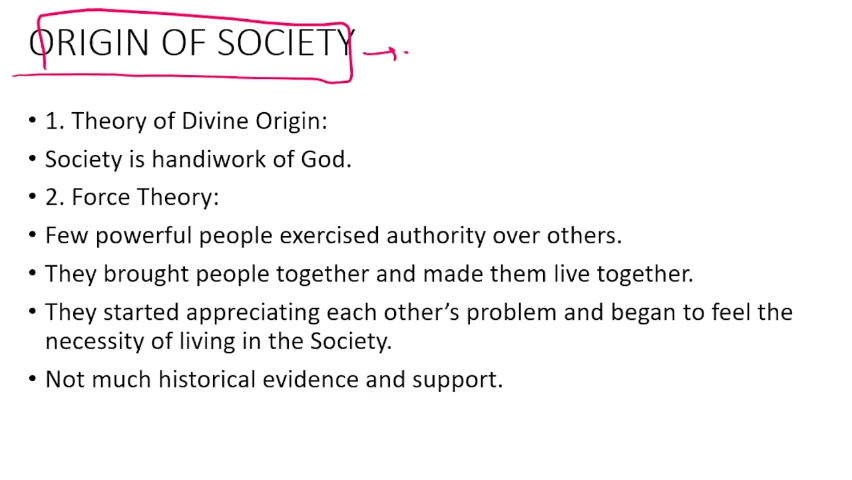 ORIGIN OF SOCIETY
• 1. Theory of Divine Origin:
• Society is handiwork of God.
• 2. Force Theory:
• Few powerful people exercised authority over others.
• They brought people together and made them live together.
• They started appreciating each other's problem and began to feel the
necessity of living in the Society.
• Not much historical evidence and support.